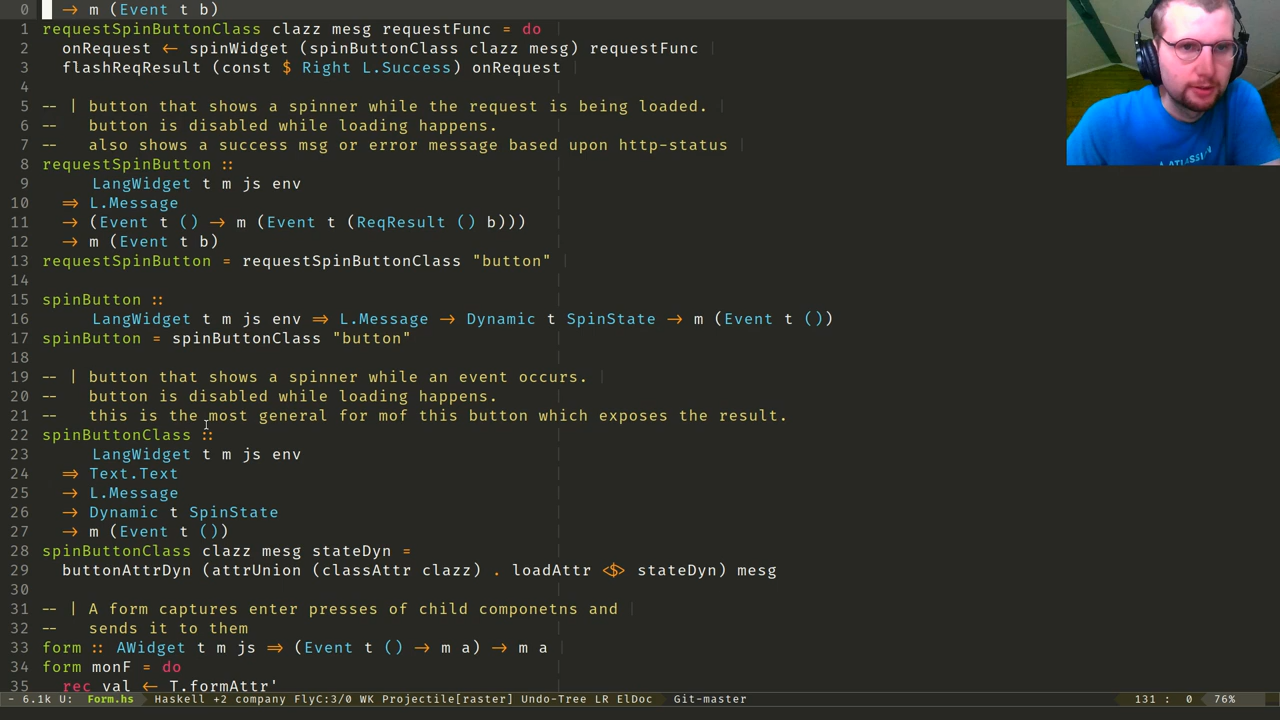 0 → m (Event t b)
1 requestSpinButtonClass clazz mesg requestFunc = do
2 onRequest ← spinWidget (spinButtonClass clazz mesg) requestFunc
3 flashReqResult (const $ Right L.Success) onRequest
4
5 -- | button that shows a spinner while the request is being loaded.
6 -- button is disabled while loading happens.
7 -- also shows a success msg or error message based upon http-status
8 requestSpinButton ::
9 LangWidget t m js env
10 ⇒ L.Message
11 → (Event t () → m (Event t (ReqResult () b)))
12 → m (Event t b)
13 requestSpinButton = requestSpinButtonClass "button"
14
15 spinButton ::
16 LangWidget t m js env ⇒ L.Message → Dynamic t SpinState → m (Event t ())
17 spinButton = spinButtonClass "button"
18
19 -- | button that shows a spinner while an event occurs.
20 -- button is disabled while loading happens.
21 -- this is the most general for mof this button which exposes the result.
22 spinButtonClass ::
23 LangWidget t m js env
24 ⇒ Text.Text
25 → L.Message
26 → Dynamic t SpinState
27 → m (Event t ())
28 spinButtonClass clazz mesg stateDyn =
29 buttonAttrDyn (attrUnion (classAttr clazz) . loadAttr <$> stateDyn) mesg
30
31 -- | A form captures enter presses of child componetns and
32 -- sends it to them
33 form :: AWidget t m js ⇒ (Event t () → m a) → m a
34 form monF = do
35 rec val ← T.formAttr'
- 6.1k U: Form.hs Haskell +2 company FlyC:3/0 WK Projectile[raster] Undo-Tree LR ElDoc Git-master 131 : 0 76%
ATLASSIAN